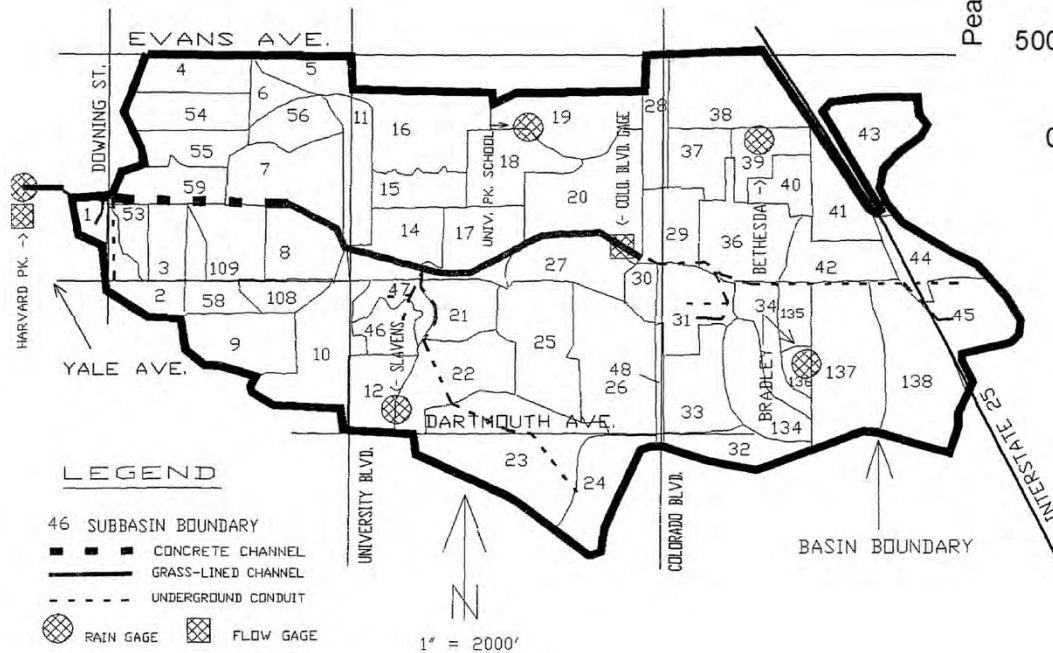 EVANS AVE.
Pea
500
0
DOWNING ST.
4
5
6
54
56
55
7
59
11
16
15
14
17
18
19
20
UNIV. PK. SCHOOL
<- COLO. BLVD. GAGE
28
38
37
39
40
41
43
29
36
BETHESDA ->
42
44
45
1
53
3
109
8
2
58
108
9
10
47
46
<- SLAVENS
12
21
22
25
27
30
31
48
26
33
34
135
136
134
BRADLEY
137
138
32
23
24
HARVARD PK. ->
YALE AVE.
DARTMOUTH AVE.
UNIVERSITY BLVD.
COLORADO BLVD.
INTERSTATE 25
BASIN BOUNDARY
LEGEND
46 SUBBASIN BOUNDARY
CONCRETE CHANNEL
GRASS-LINED CHANNEL
UNDERGROUND CONDUIT
RAIN GAGE
FLOW GAGE
N
1" = 2000'